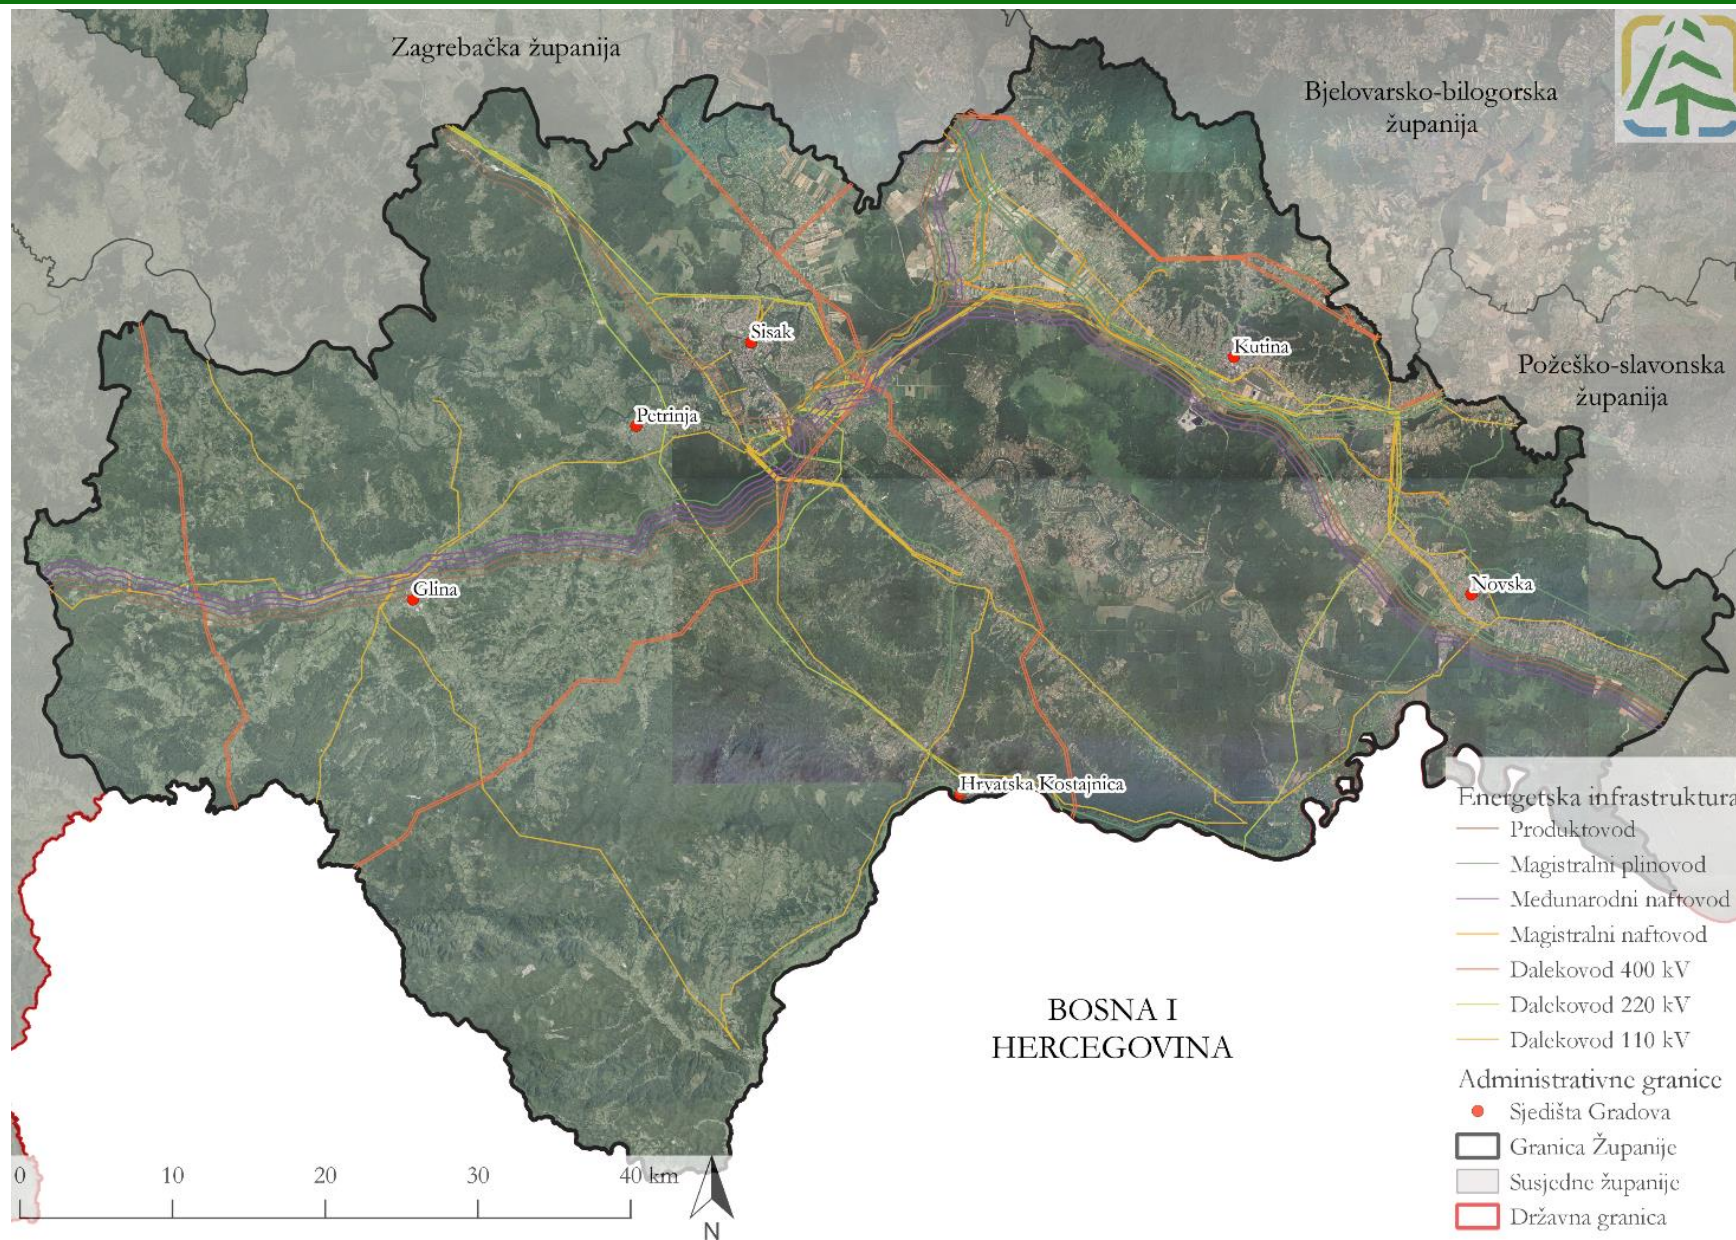 Zagrebačka županija
Bjelovarsko-bilogorska
županija
Sisak
Kutina
Požeško-slavonska
županija
Petrinja
Glina
Novska
Hrvatska Kostajnica
BOSNA I
HERCEGOVINA
Energetska infrastruktura
Produktovod
Magistralni plinovod
Međunarodni naftovod
Magistralni naftovod
Dalekovod 400 kV
Dalekovod 220 kV
Dalekovod 110 kV
Administrativne granice
Sjedišta Gradova
Granica Županije
Susjedne županije
Državna granica
0 10 20 30 40 km
N